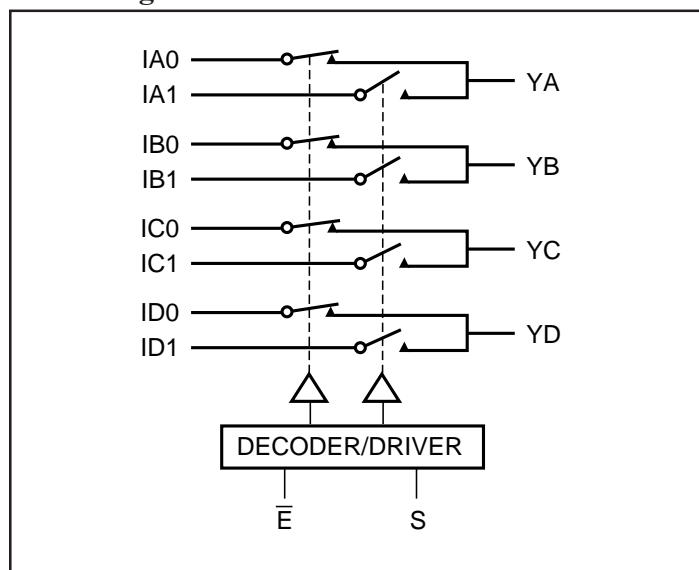 IA0
IA1
YA
IB0
IB1
YB
IC0
IC1
YC
ID0
ID1
YD
DECODER/DRIVER
E̅
S